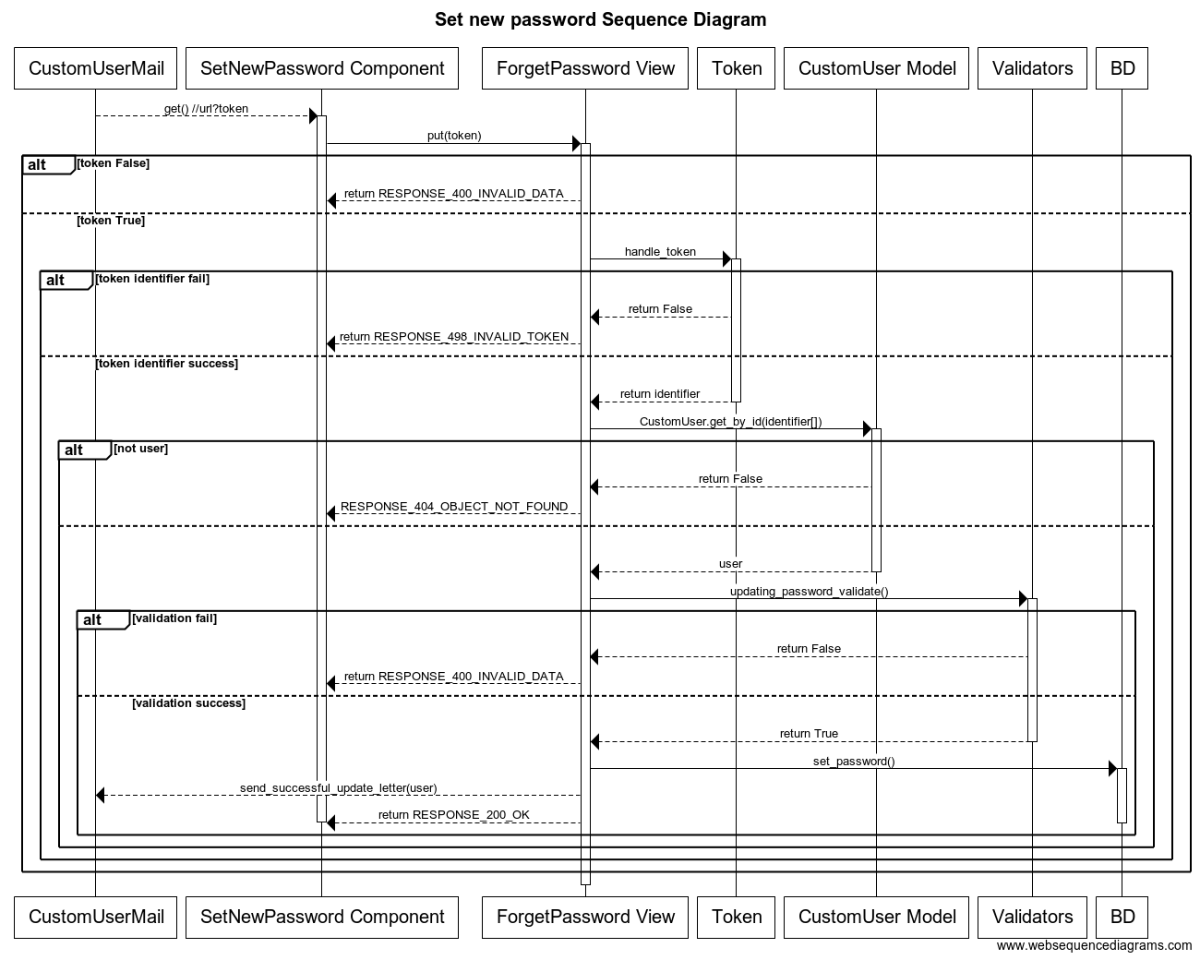 Set new password Sequence Diagram
CustomUserMail
SetNewPassword Component
ForgetPassword View
Token
CustomUser Model
Validators
BD
get() //url?token
put(token)
alt
[token False]
return RESPONSE_400_INVALID_DATA
[token True]
handle_token
alt
[token identifier fail]
return False
return RESPONSE_498_INVALID_TOKEN
[token identifier success]
return identifier
CustomUser.get_by_id(identifier[])
alt
[not user]
return False
RESPONSE_404_OBJECT_NOT_FOUND
user
updating_password_validate()
alt
[validation fail]
return False
return RESPONSE_400_INVALID_DATA
[validation success]
return True
set_password()
send_successful_update_letter(user)
return RESPONSE_200_OK
CustomUserMail
SetNewPassword Component
ForgetPassword View
Token
CustomUser Model
Validators
BD
www.websequencediagrams.com